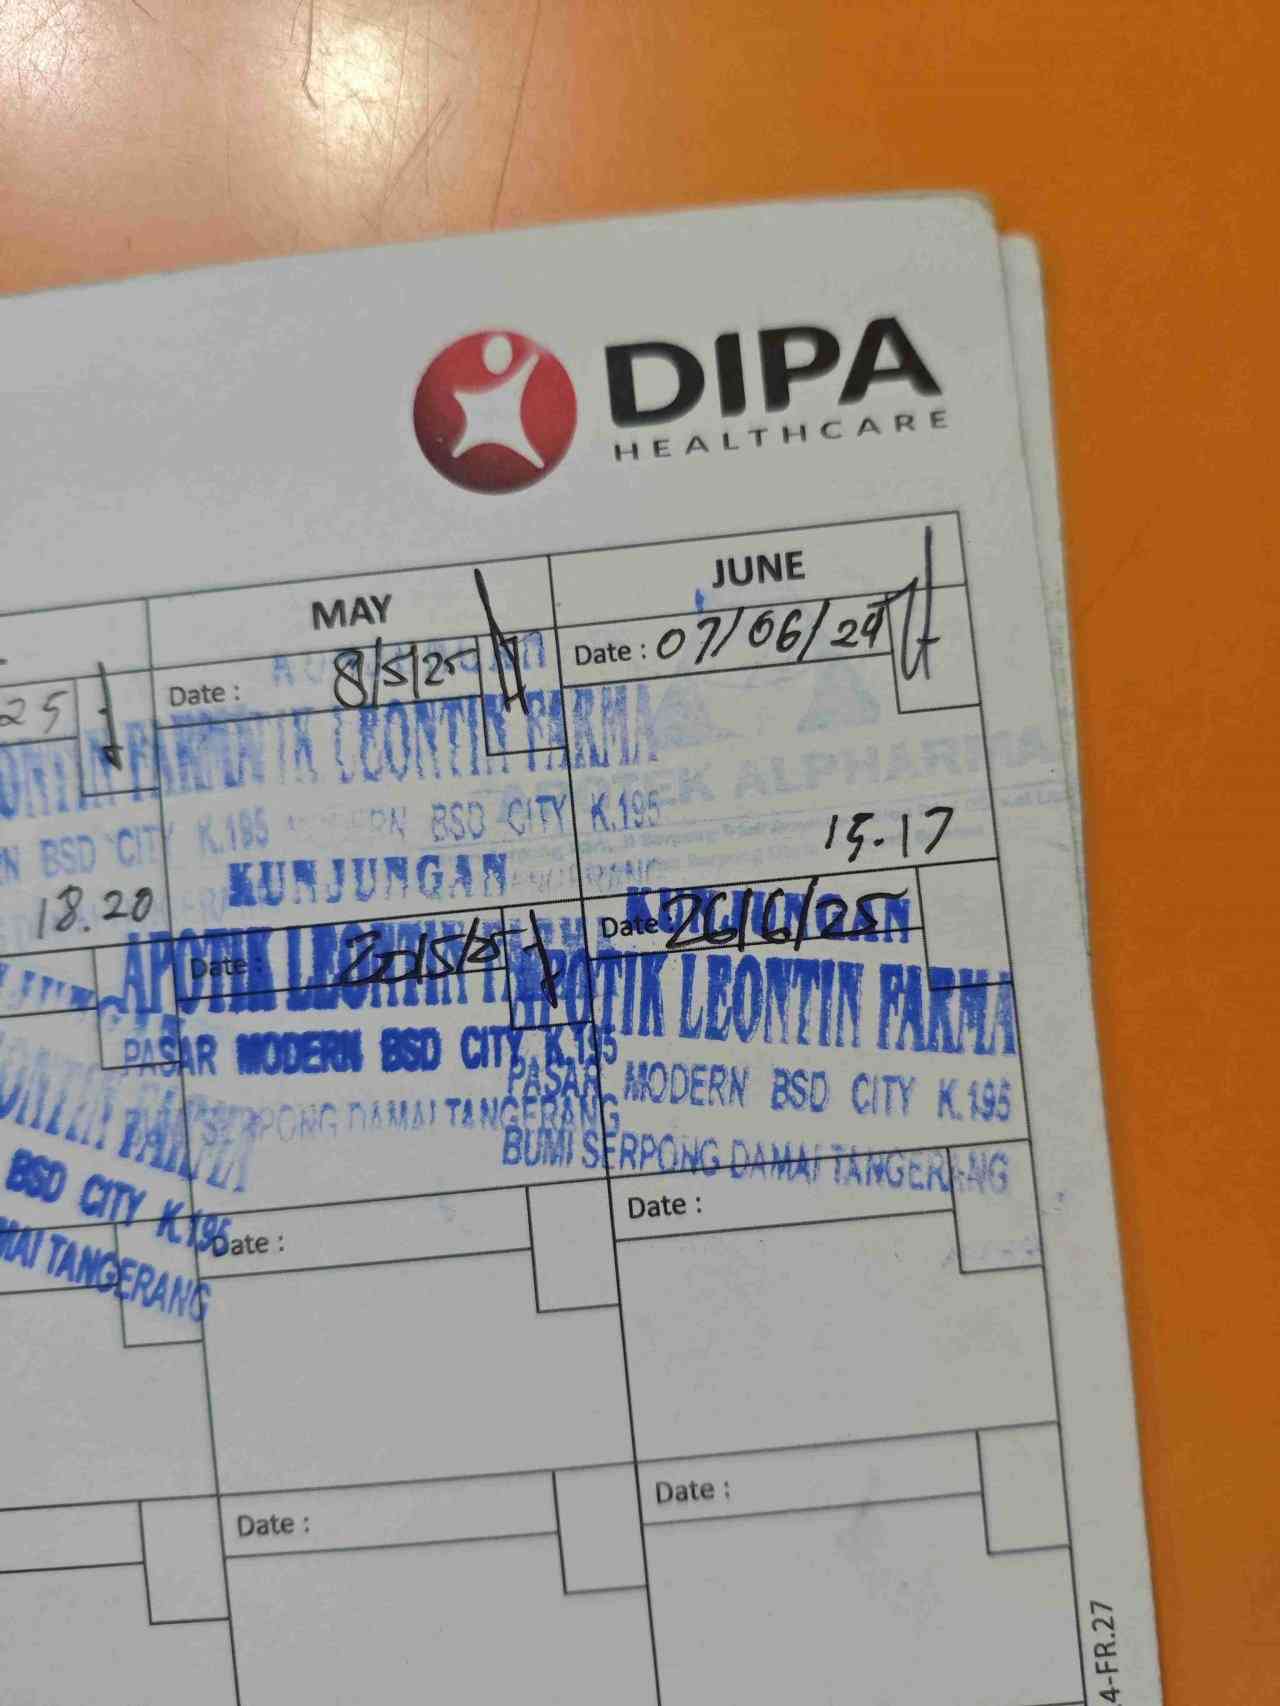 DIPA
HEALTHCARE
MAY
JUNE
25
Date : 8/5/25
Date : 07/06/24
LEONTIN FARMA
APOTEK ALPHARMA
BSD CITY K.195
BSD CITY K.195
KUNJUNGAN
18.20
15.17
KUNJUNGAN
Date : 20/5/25
Date : 26/6/25
APOTIK LEONTIN
APOTIK LEONTIN FARMA
PASAR MODERN BSD CITY K.195
PASAR MODERN BSD CITY K.195
SERPONG DAMAI TANGERANG
BUMI SERPONG DAMAI TANGERANG
FARMA
BSD CITY K.195
TANGERANG
Date :
Date :
Date :
Date :
4-FR.27